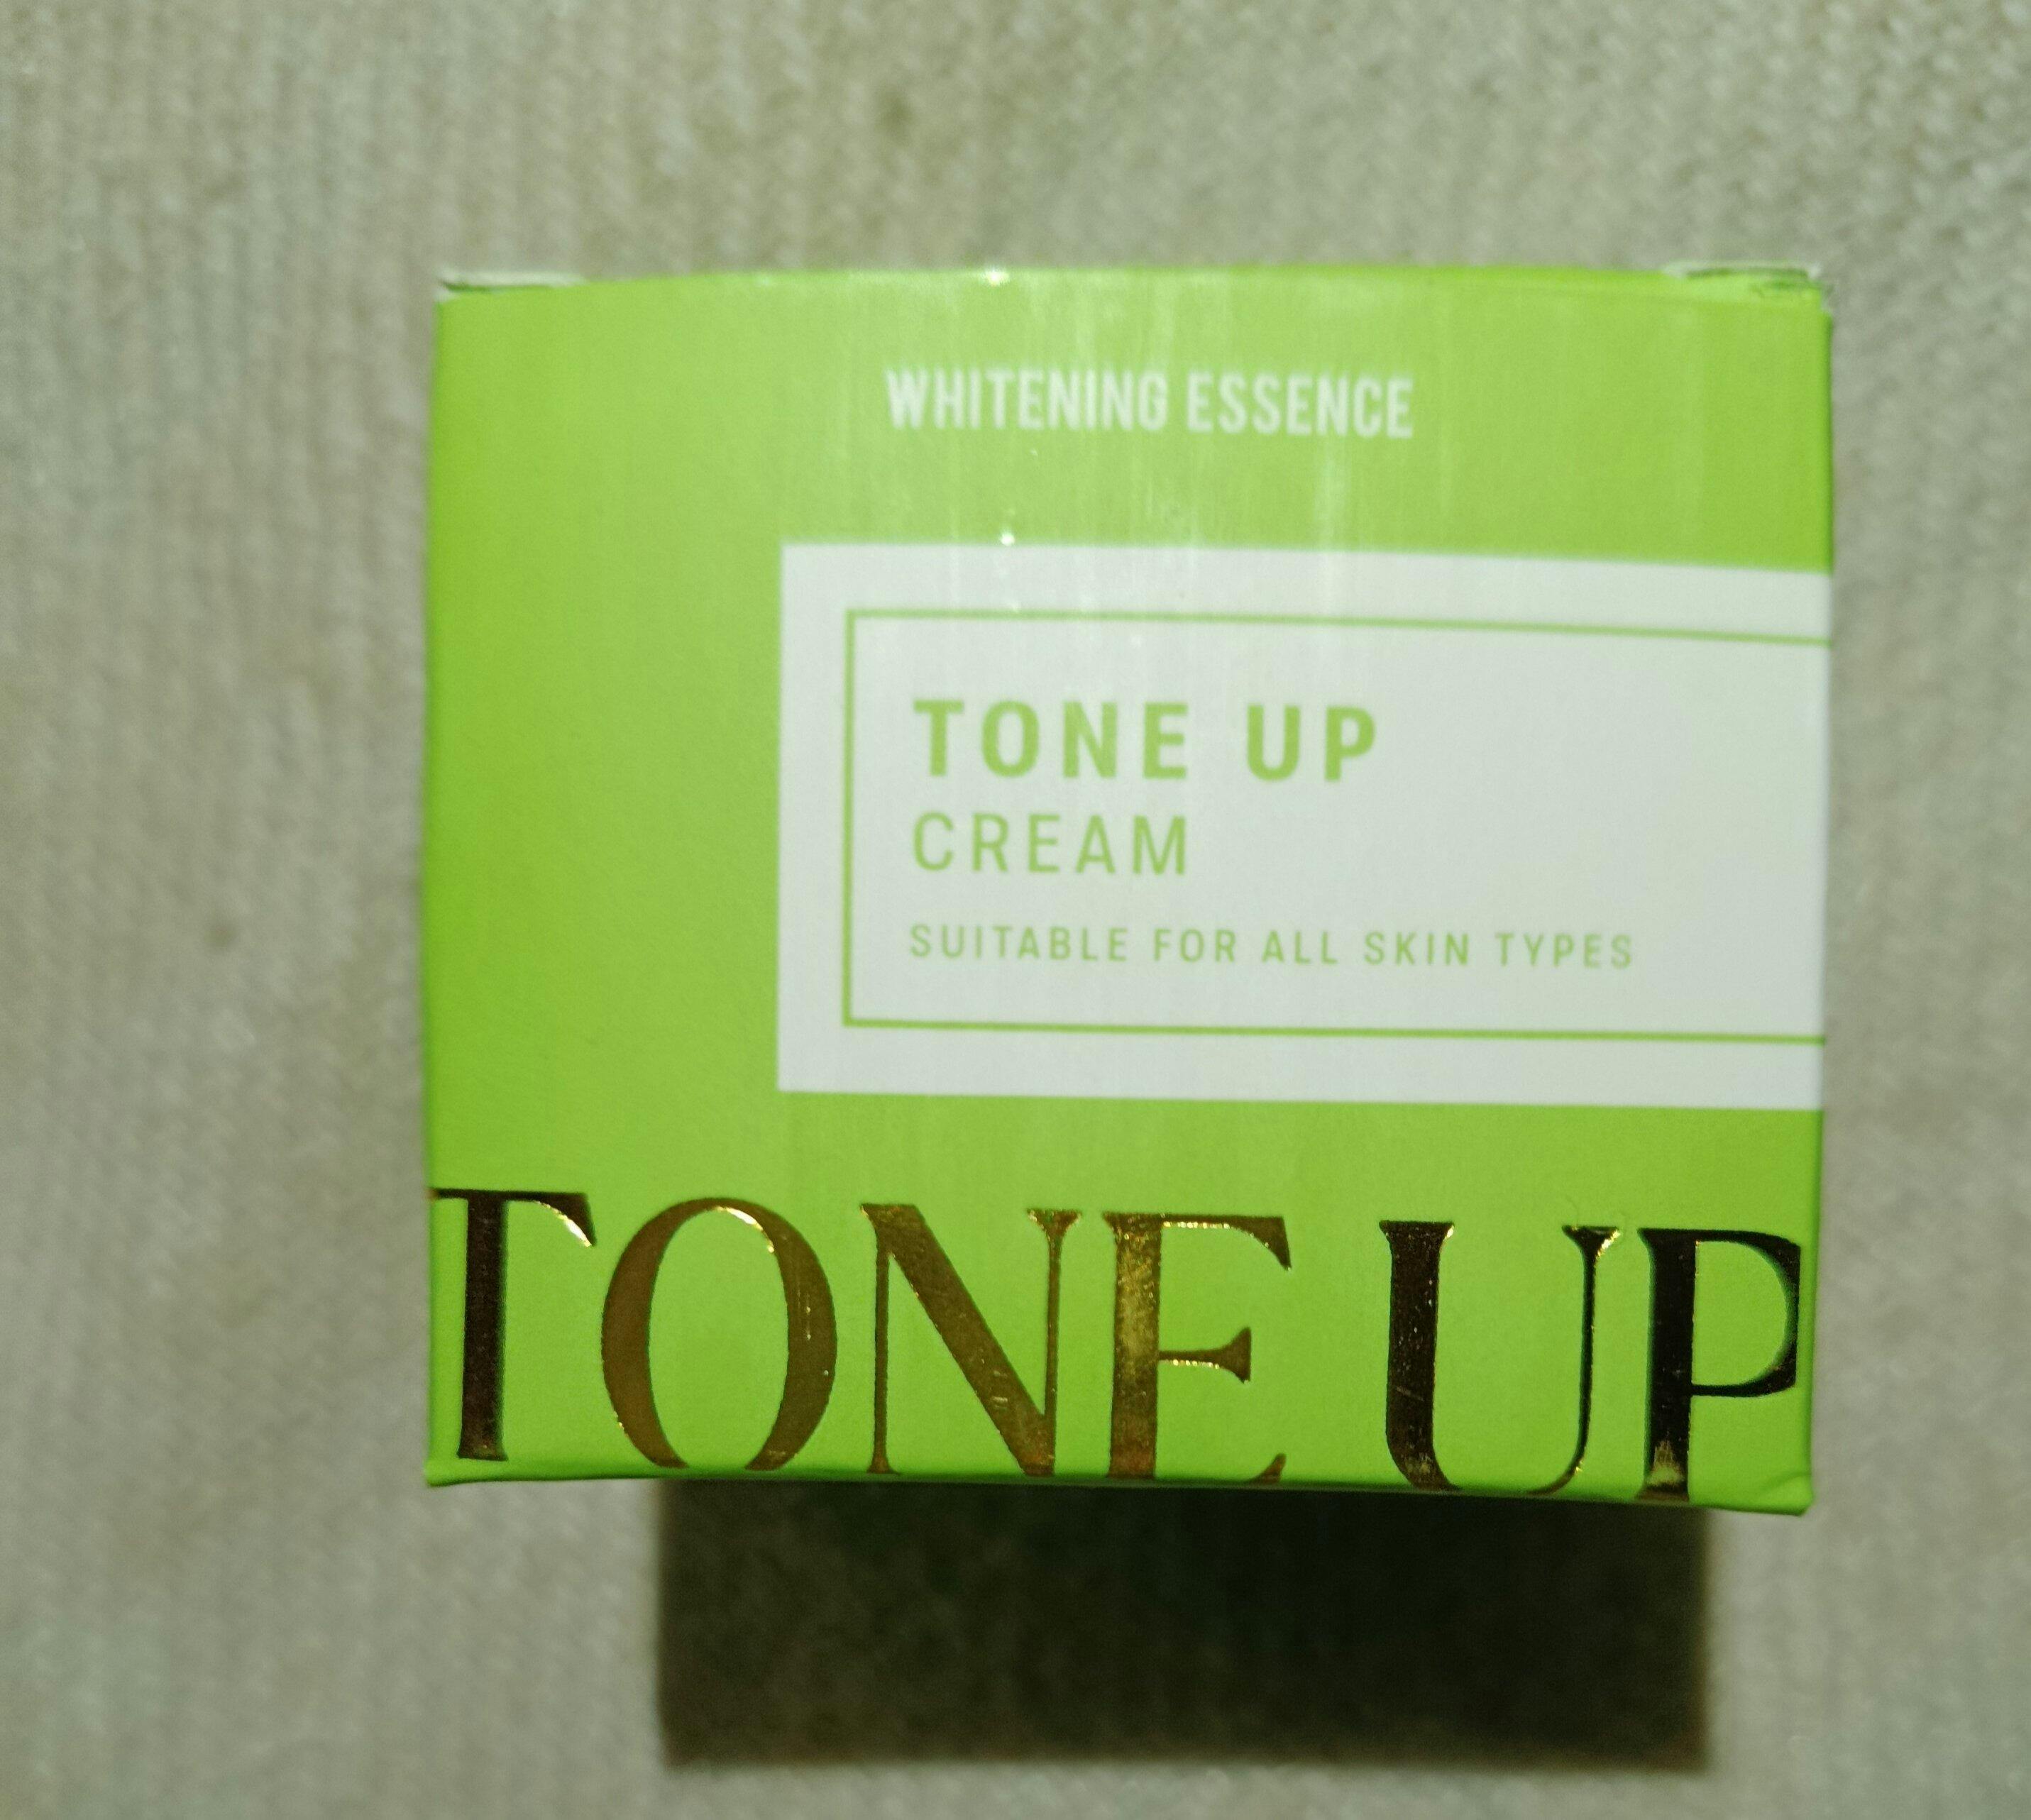 WHITENING ESSENCE
TONE UP
CREAM
SUITABLE FOR ALL SKIN TYPES
TONE UP